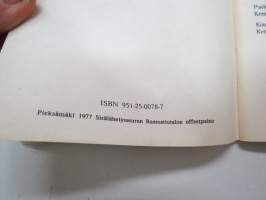 ISBN 951-25-0078-7
Pieksämäki 1977 Sisälähetysseuran Raamattutalon offsetpaino